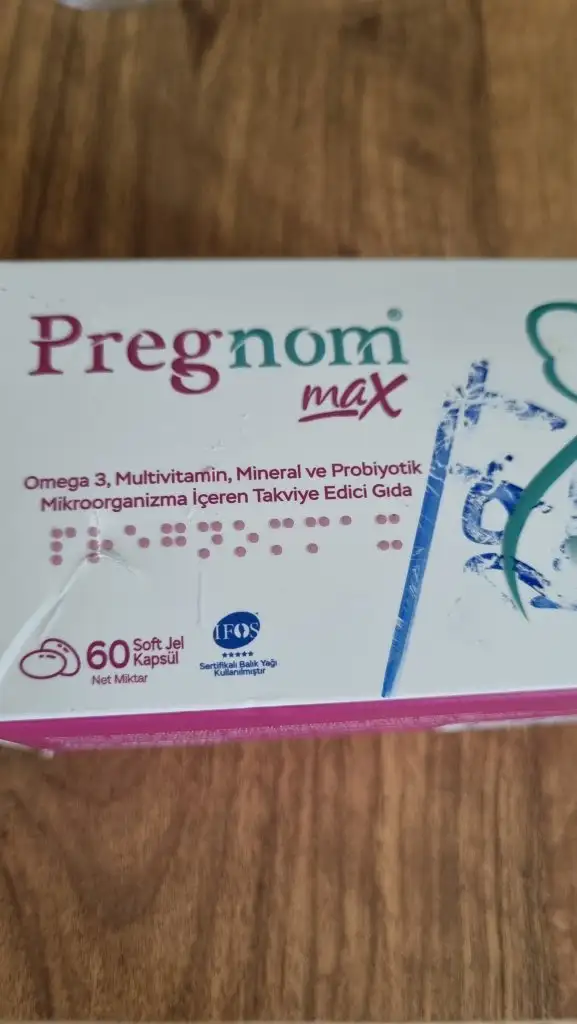 Pregnom®
max
Omega 3, Multivitamin, Mineral ve Probiyotik
Mikroorganizma İçeren Takviye Edici Gıda
60 Soft Jel
Kapsül
Net Miktar
IFOS
Sertifikalı Balık Yağı
Kullanılmıştır